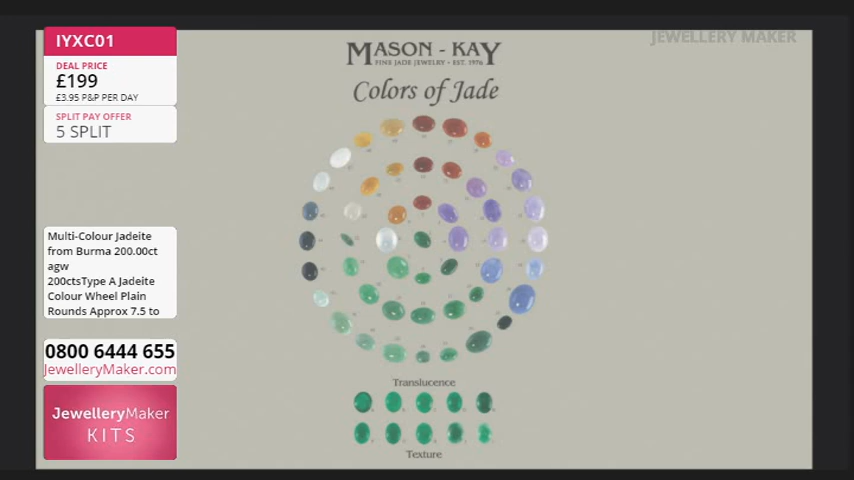 IYXC01
DEAL PRICE
£199
£3.95 P&P PER DAY
SPLIT PAY OFFER
5 SPLIT
Multi-Colour Jadeite
from Burma 200.00ct
agw
200ctsType A Jadeite
Colour Wheel Plain
Rounds Approx 7.5 to
0800 6444 655
JewelleryMaker.com
JewelleryMaker
KITS
JEWELLERY MAKER
MASON - KAY
FINE JADE JEWELRY • EST. 1976
Colors of Jade
Translucence
Texture